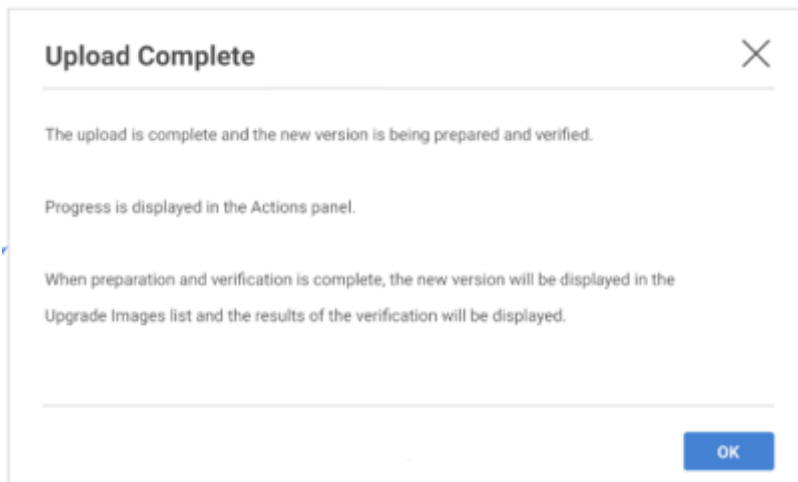 Upload Complete
The upload is complete and the new version is being prepared and verified.
Progress is displayed in the Actions panel.
When preparation and verification is complete, the new version will be displayed in the
Upgrade Images list and the results of the verification will be displayed.
OK